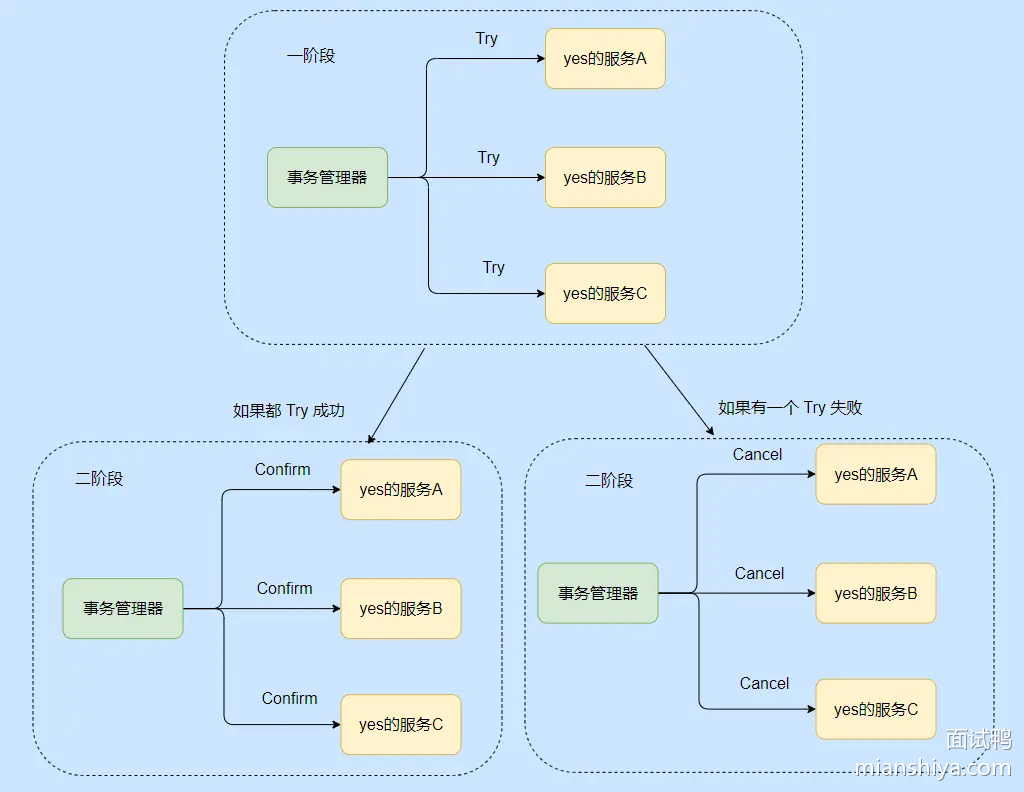 一阶段
Try
yes的服务A
事务管理器
Try
yes的服务B
Try
yes的服务C
如果都 Try 成功
如果有一个 Try 失败
二阶段
Confirm
yes的服务A
事务管理器
Confirm
yes的服务B
Confirm
yes的服务C
二阶段
Cancel
yes的服务A
事务管理器
Cancel
yes的服务B
Cancel
yes的服务C
面试鸭
mianshiya.com